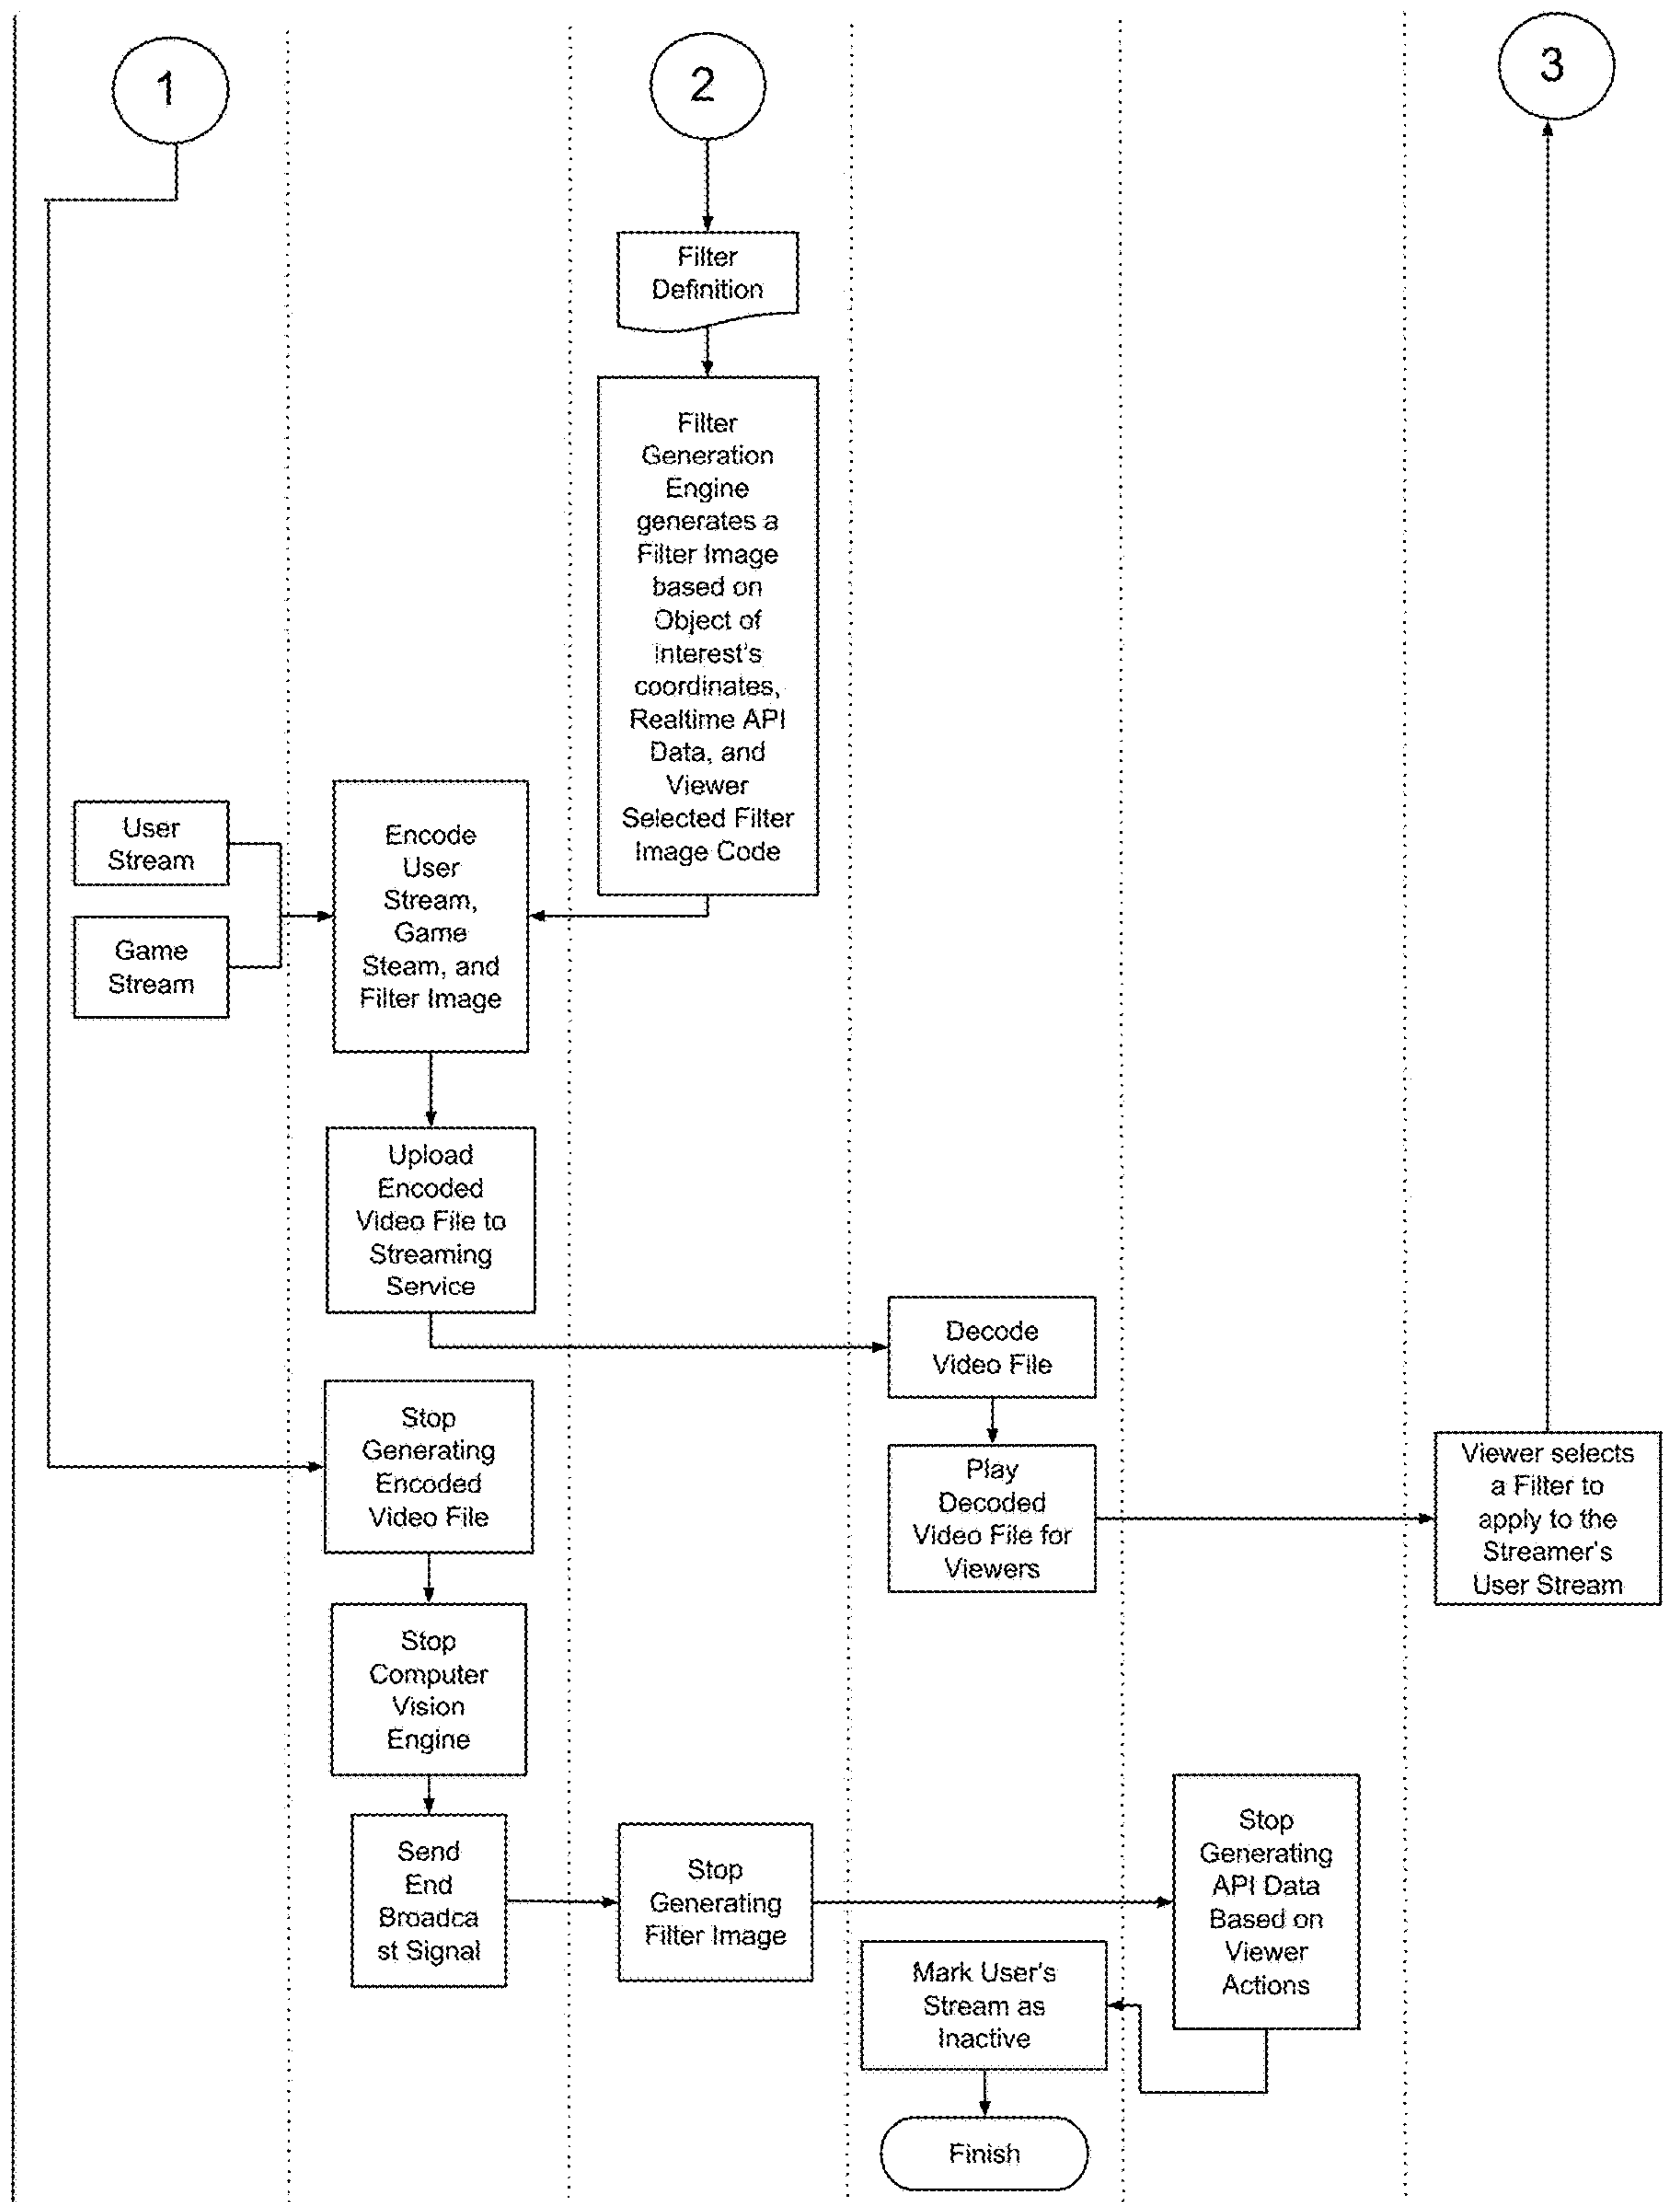 1
2
3
Filter
Definition
Filter
Generation
Engine
generates a
Filter Image
based on
Object of
Interest's
coordinates,
Realtime API
Data, and
Viewer
Selected Filter
Image Code
User
Stream
Game
Stream
Encode
User
Stream,
Game
Steam, and
Filter Image
Upload
Encoded
Video File to
Streaming
Service
Decode
Video File
Stop
Generating
Encoded
Video File
Play
Decoded
Video File for
Viewers
Viewer selects
a Filter to
apply to the
Streamer's
User Stream
Stop
Computer
Vision
Engine
Send
End
Broadca
st Signal
Stop
Generating
Filter Image
Stop
Generating
API Data
Based on
Viewer
Actions
Mark User's
Stream as
Inactive
Finish